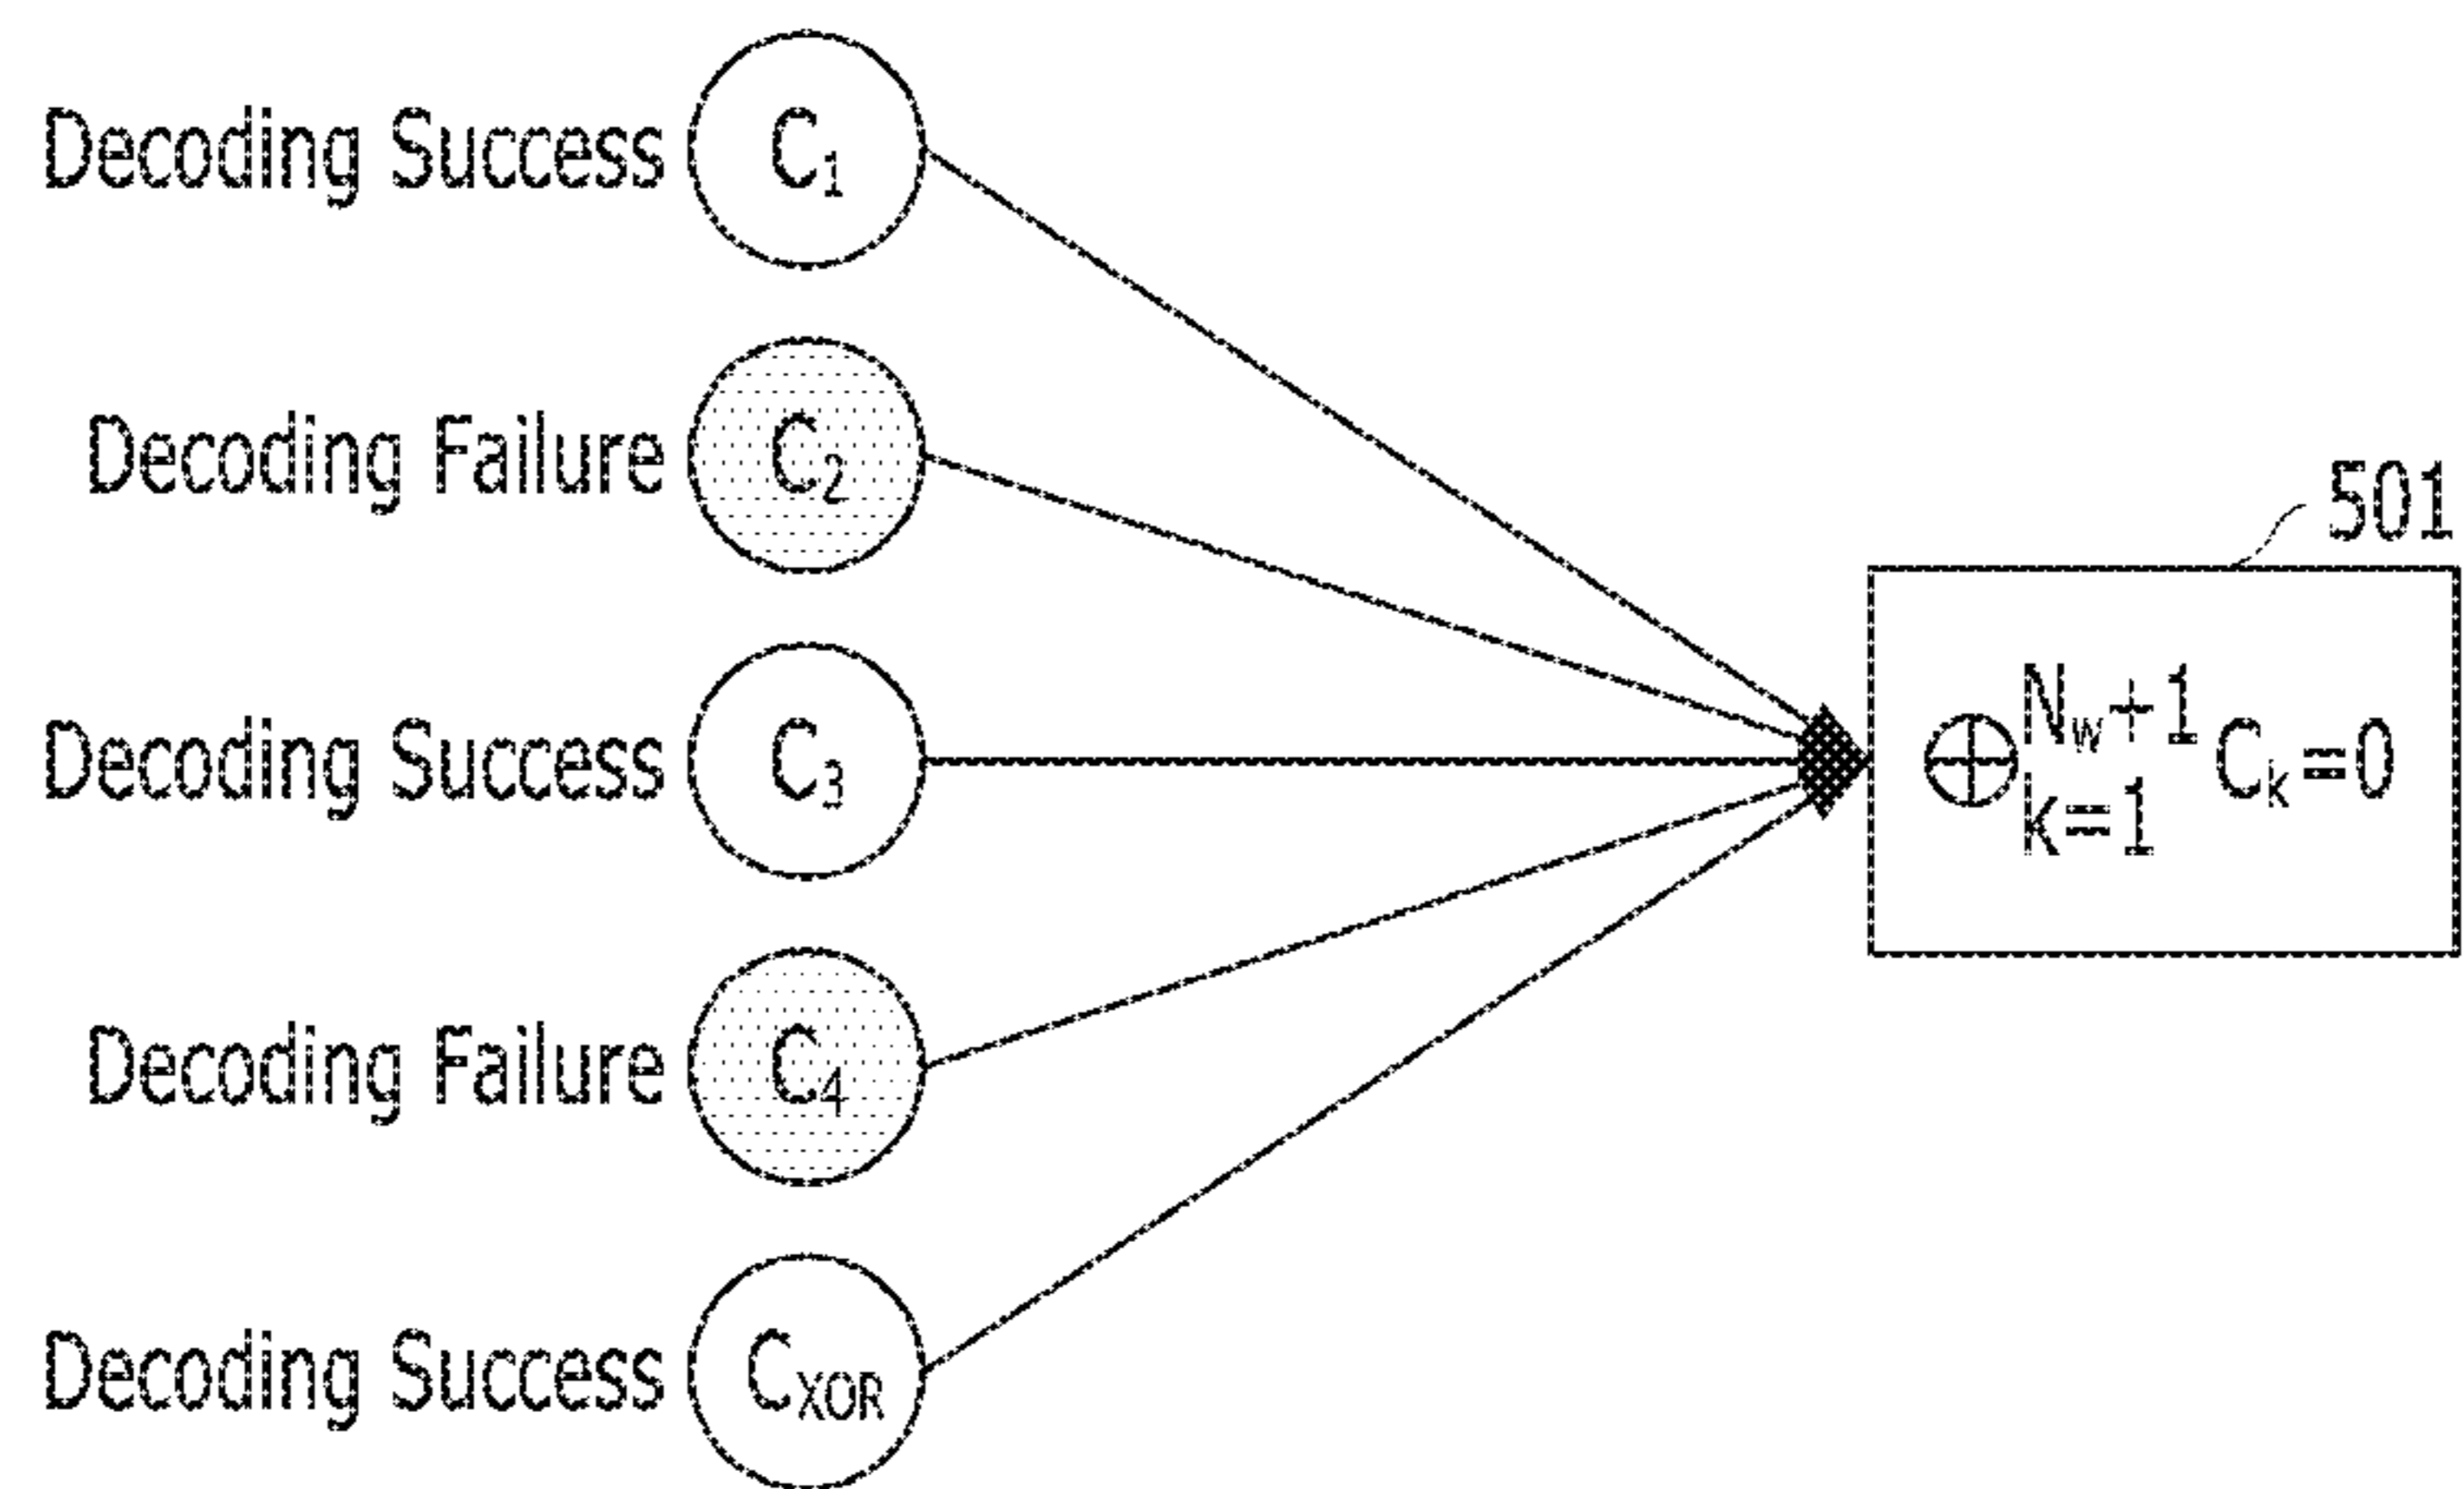 Decoding Success C₁
Decoding Failure C₂
501
Decoding Success C₃
⊕ Nw+1 k=1 Ck=0
Decoding Failure C₄
Decoding Success CXOR